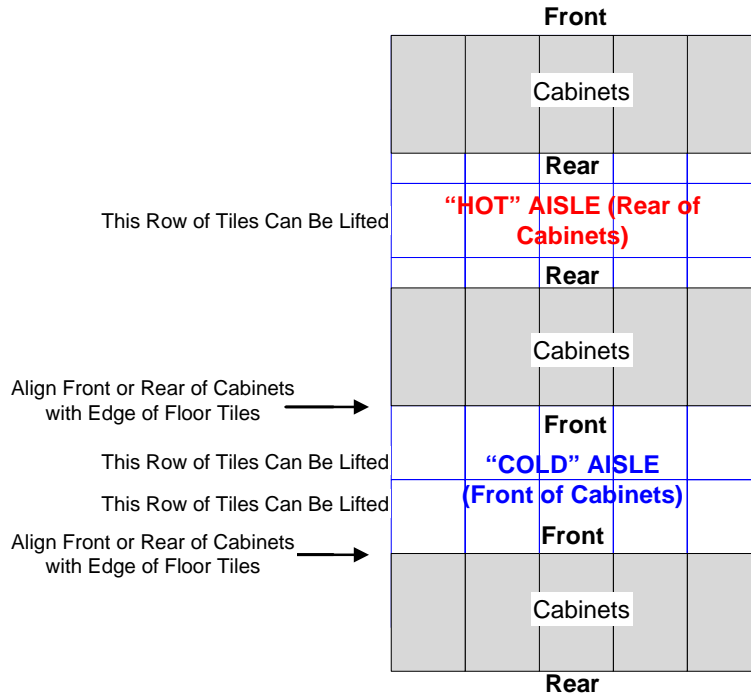 Front
Cabinets
Rear
This Row of Tiles Can Be Lifted
“HOT” AISLE (Rear of
Cabinets)
Rear
Cabinets
Align Front or Rear of Cabinets
with Edge of Floor Tiles
Front
This Row of Tiles Can Be Lifted
“COLD” AISLE
(Front of Cabinets)
This Row of Tiles Can Be Lifted
Align Front or Rear of Cabinets
with Edge of Floor Tiles
Front
Cabinets
Rear